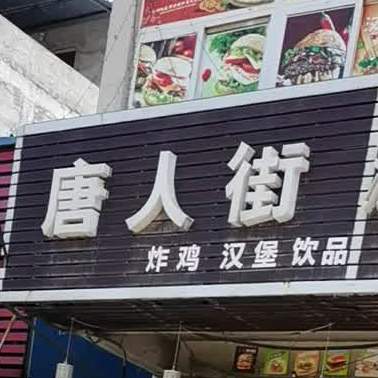 唐人街
炸鸡 汉堡 饮品